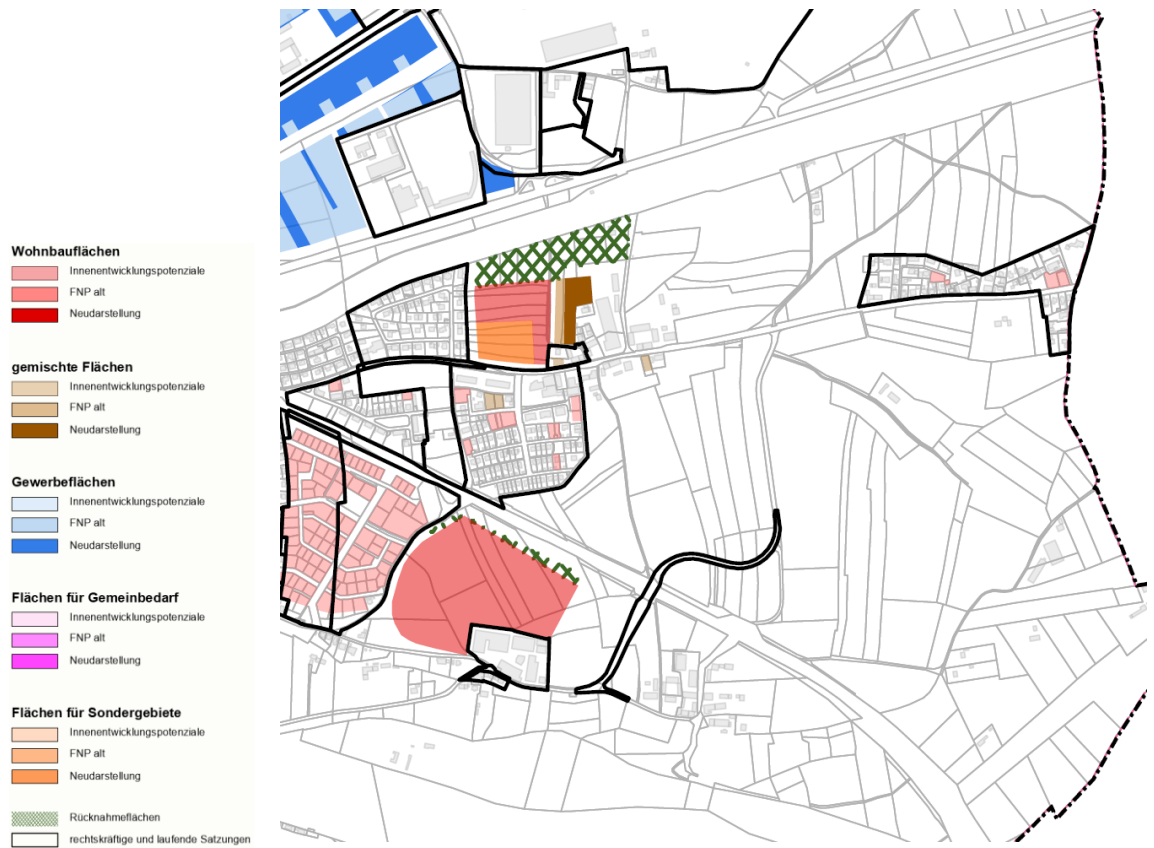 Wohnbauflächen
Innenentwicklungspotenziale
FNP alt
Neudarstellung
gemischte Flächen
Innenentwicklungspotenziale
FNP alt
Neudarstellung
Gewerbeflächen
Innenentwicklungspotenziale
FNP alt
Neudarstellung
Flächen für Gemeinbedarf
Innenentwicklungspotenziale
FNP alt
Neudarstellung
Flächen für Sondergebiete
Innenentwicklungspotenziale
FNP alt
Neudarstellung
Rücknahmeflächen
rechtskräftige und laufende Satzungen